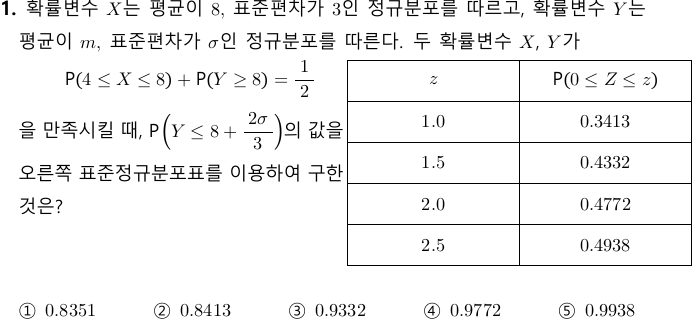 1. 확률변수 X는 평균이 8, 표준편차가 3인 정규분포를 따르고, 확률변수 Y는
평균이 m, 표준편차가 σ인 정규분포를 따른다. 두 확률변수 X, Y가
P(4 ≤ X ≤ 8) + P(Y ≥ 8) = 1/2
을 만족시킬 때, P(Y ≤ 8 + 2σ/3)의 값을
오른쪽 표준정규분포표를 이용하여 구한
것은?
z P(0 ≤ Z ≤ z)
1.0 0.3413
1.5 0.4332
2.0 0.4772
2.5 0.4938
① 0.8351 ② 0.8413 ③ 0.9332 ④ 0.9772 ⑤ 0.9938